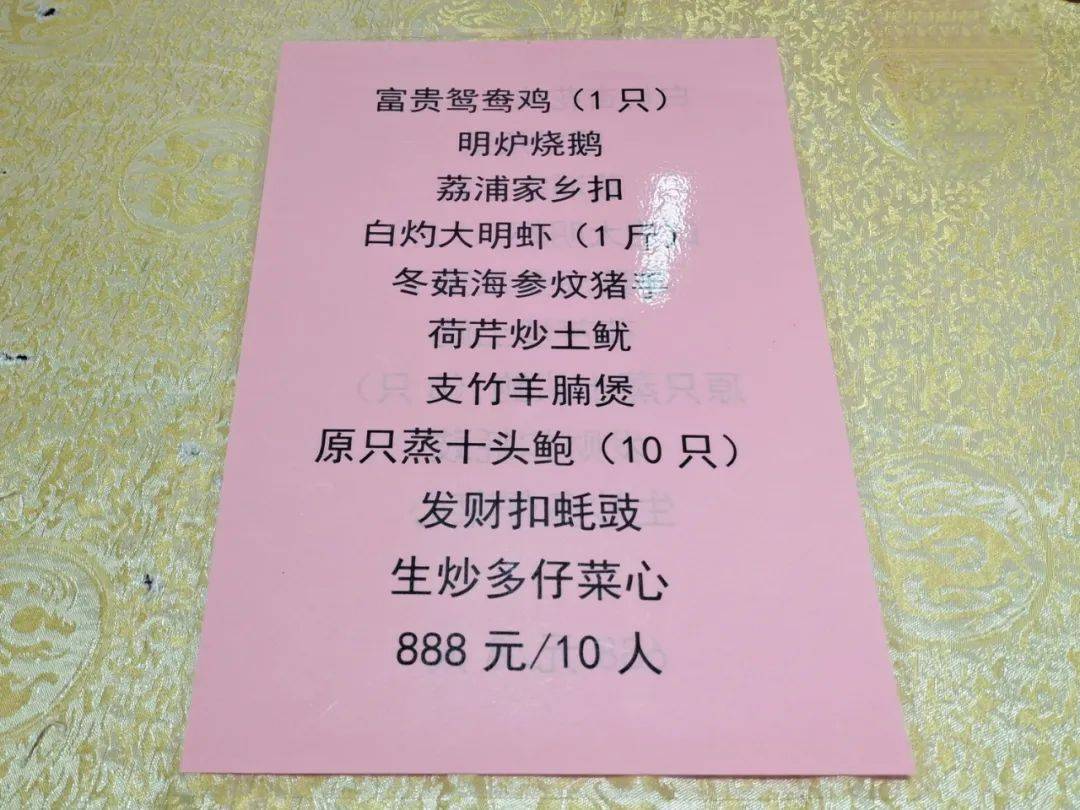 富贵鸳鸯鸡（1只）
明炉烧鹅
荔浦家乡扣
白灼大明虾（1斤）
冬菇海参炆猪手
荷芹炒土鱿
支竹羊腩煲
原只蒸十头鲍（10只）
发财扣蚝豉
生炒多仔菜心
888元/10人